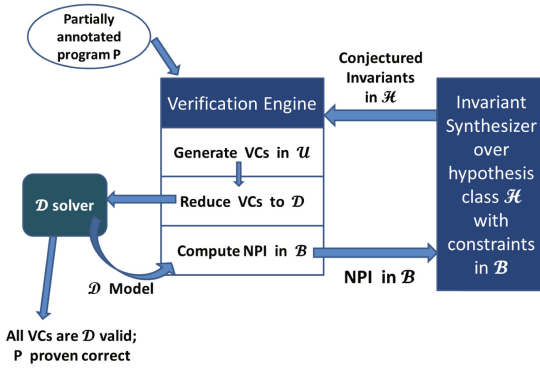 Partially
annotated
program P
Conjectured
Invariants
in ℋ
Verification Engine
Generate VCs in 𝒰
Reduce VCs to 𝒟
Compute NPI in ℬ
𝒟 solver
𝒟 Model
All VCs are 𝒟 valid;
P proven correct
NPI in ℬ
Invariant
Synthesizer
over
hypothesis
class ℋ
with
constraints
in ℬ